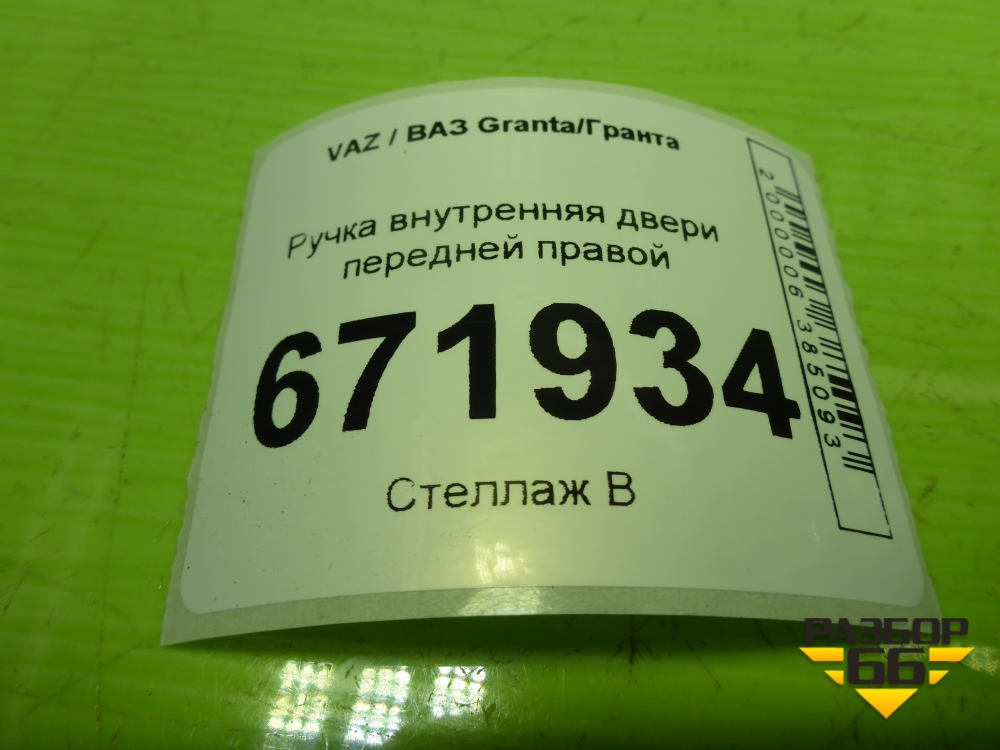 VAZ / ВАЗ Granta/Гранта
Ручка внутренняя двери
передней правой
671934
Стеллаж В
2000006385093
РАЗБОР
66